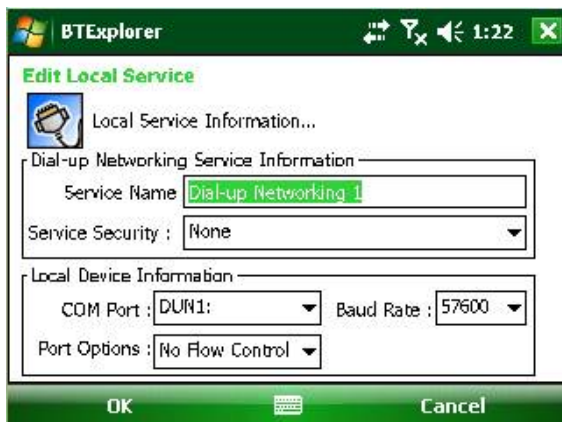 BTExplorer 1:22
Edit Local Service
Local Service Information...
Dial-up Networking Service Information
Service Name Dial-up Networking 1
Service Security : None
Local Device Information
COM Port : DUN1: Baud Rate : 57600
Port Options : No Flow Control
OK Cancel